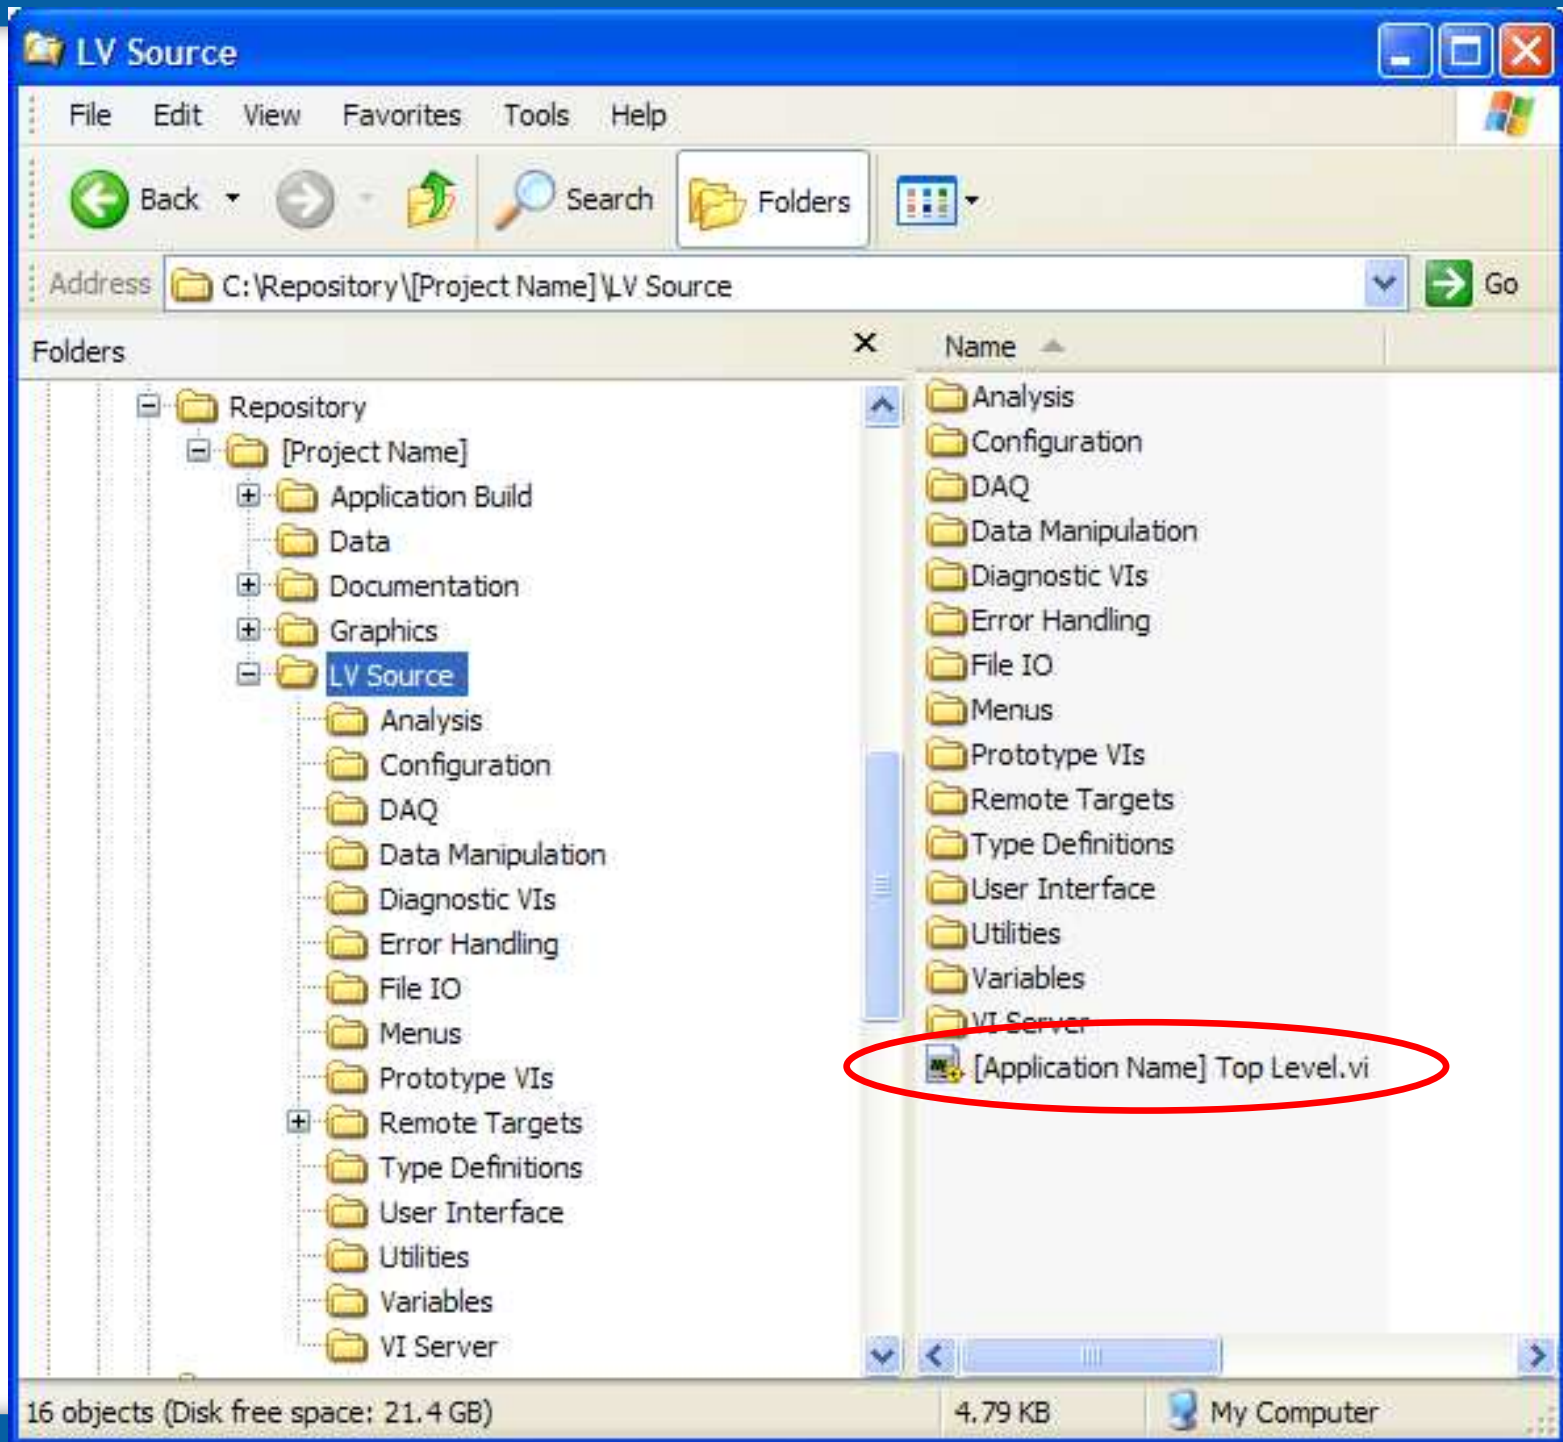 LV Source
File Edit View Favorites Tools Help
Back Search Folders
Address C:\Repository\[Project Name]\LV Source Go
Folders
Repository
[Project Name]
Application Build
Data
Documentation
Graphics
LV Source
Analysis
Configuration
DAQ
Data Manipulation
Diagnostic VIs
Error Handling
File IO
Menus
Prototype VIs
Remote Targets
Type Definitions
User Interface
Utilities
Variables
VI Server
Name
Analysis
Configuration
DAQ
Data Manipulation
Diagnostic VIs
Error Handling
File IO
Menus
Prototype VIs
Remote Targets
Type Definitions
User Interface
Utilities
Variables
VI Server
[Application Name] Top Level.vi
16 objects (Disk free space: 21.4 GB) 4.79 KB My Computer